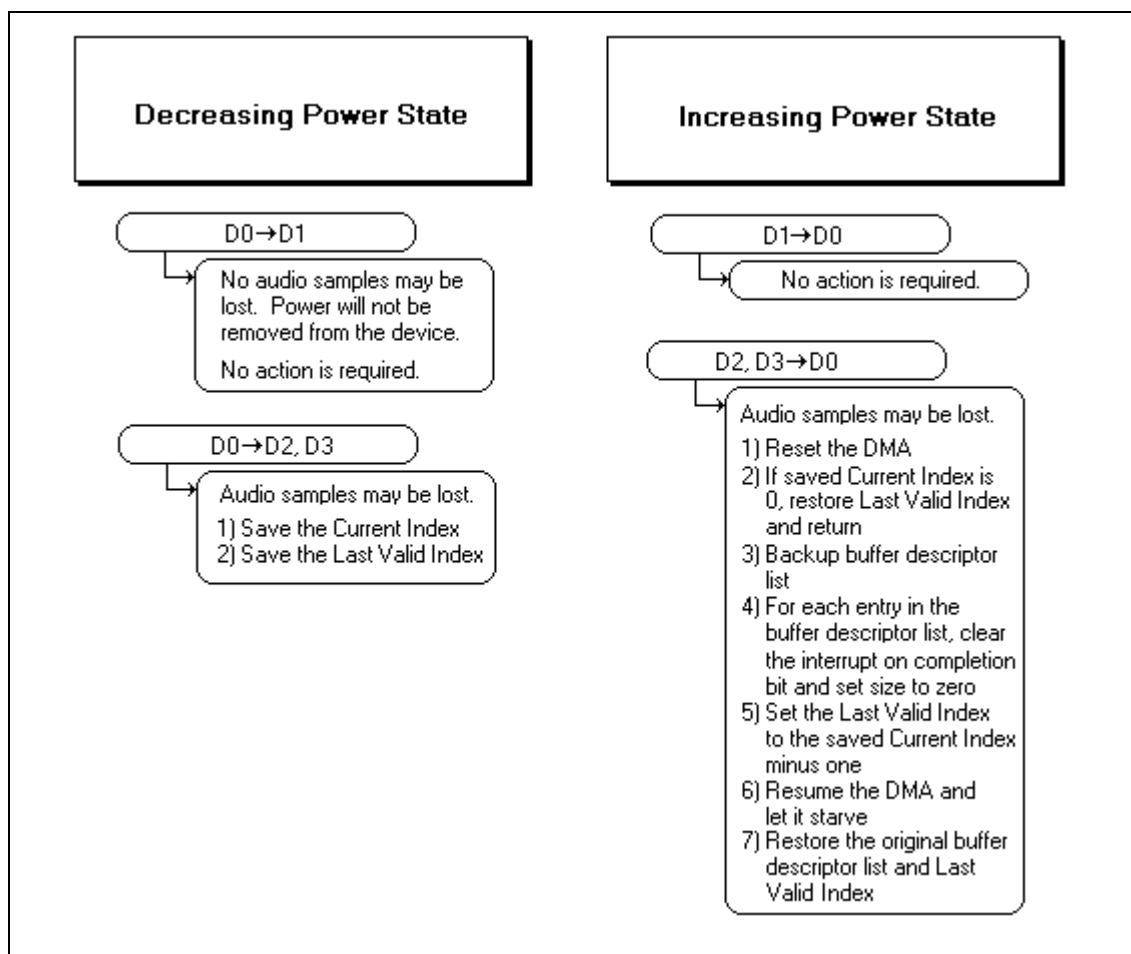 Decreasing Power State
D0→D1
No audio samples may be
lost.  Power will not be
removed from the device.
No action is required.
D0→D2, D3
Audio samples may be lost.
1) Save the Current Index
2) Save the Last Valid Index
Increasing Power State
D1→D0
No action is required.
D2, D3→D0
Audio samples may be lost.
1) Reset the DMA
2) If saved Current Index is
0, restore Last Valid Index
and return
3) Backup buffer descriptor
list
4) For each entry in the
buffer descriptor list, clear
the interrupt on completion
bit and set size to zero
5) Set the Last Valid Index
to the saved Current Index
minus one
6) Resume the DMA and
let it starve
7) Restore the original buffer
descriptor list and Last
Valid Index